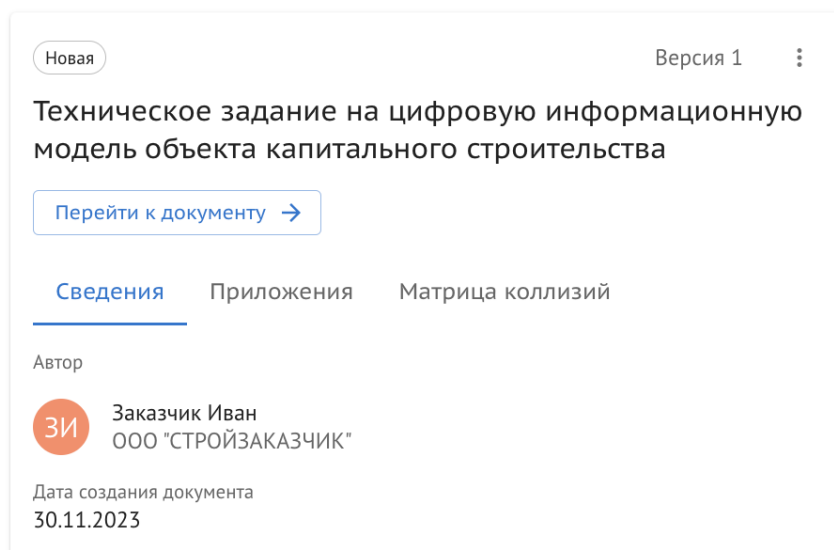 Новая
Версия 1
Техническое задание на цифровую информационную
модель объекта капитального строительства
Перейти к документу
Сведения Приложения Матрица коллизий
Автор
ЗИ
Заказчик Иван
ООО "СТРОЙЗАКАЗЧИК"
Дата создания документа
30.11.2023